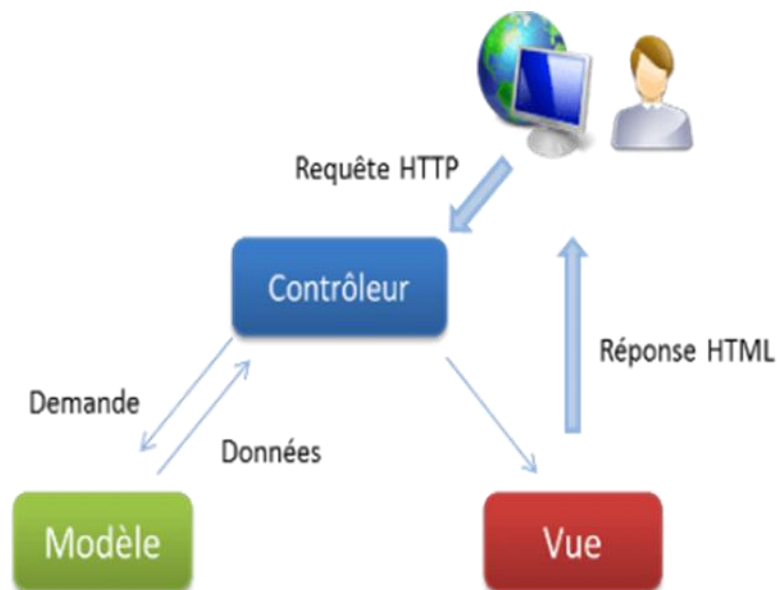 Requête HTTP
Contrôleur
Réponse HTML
Demande
Données
Modèle
Vue